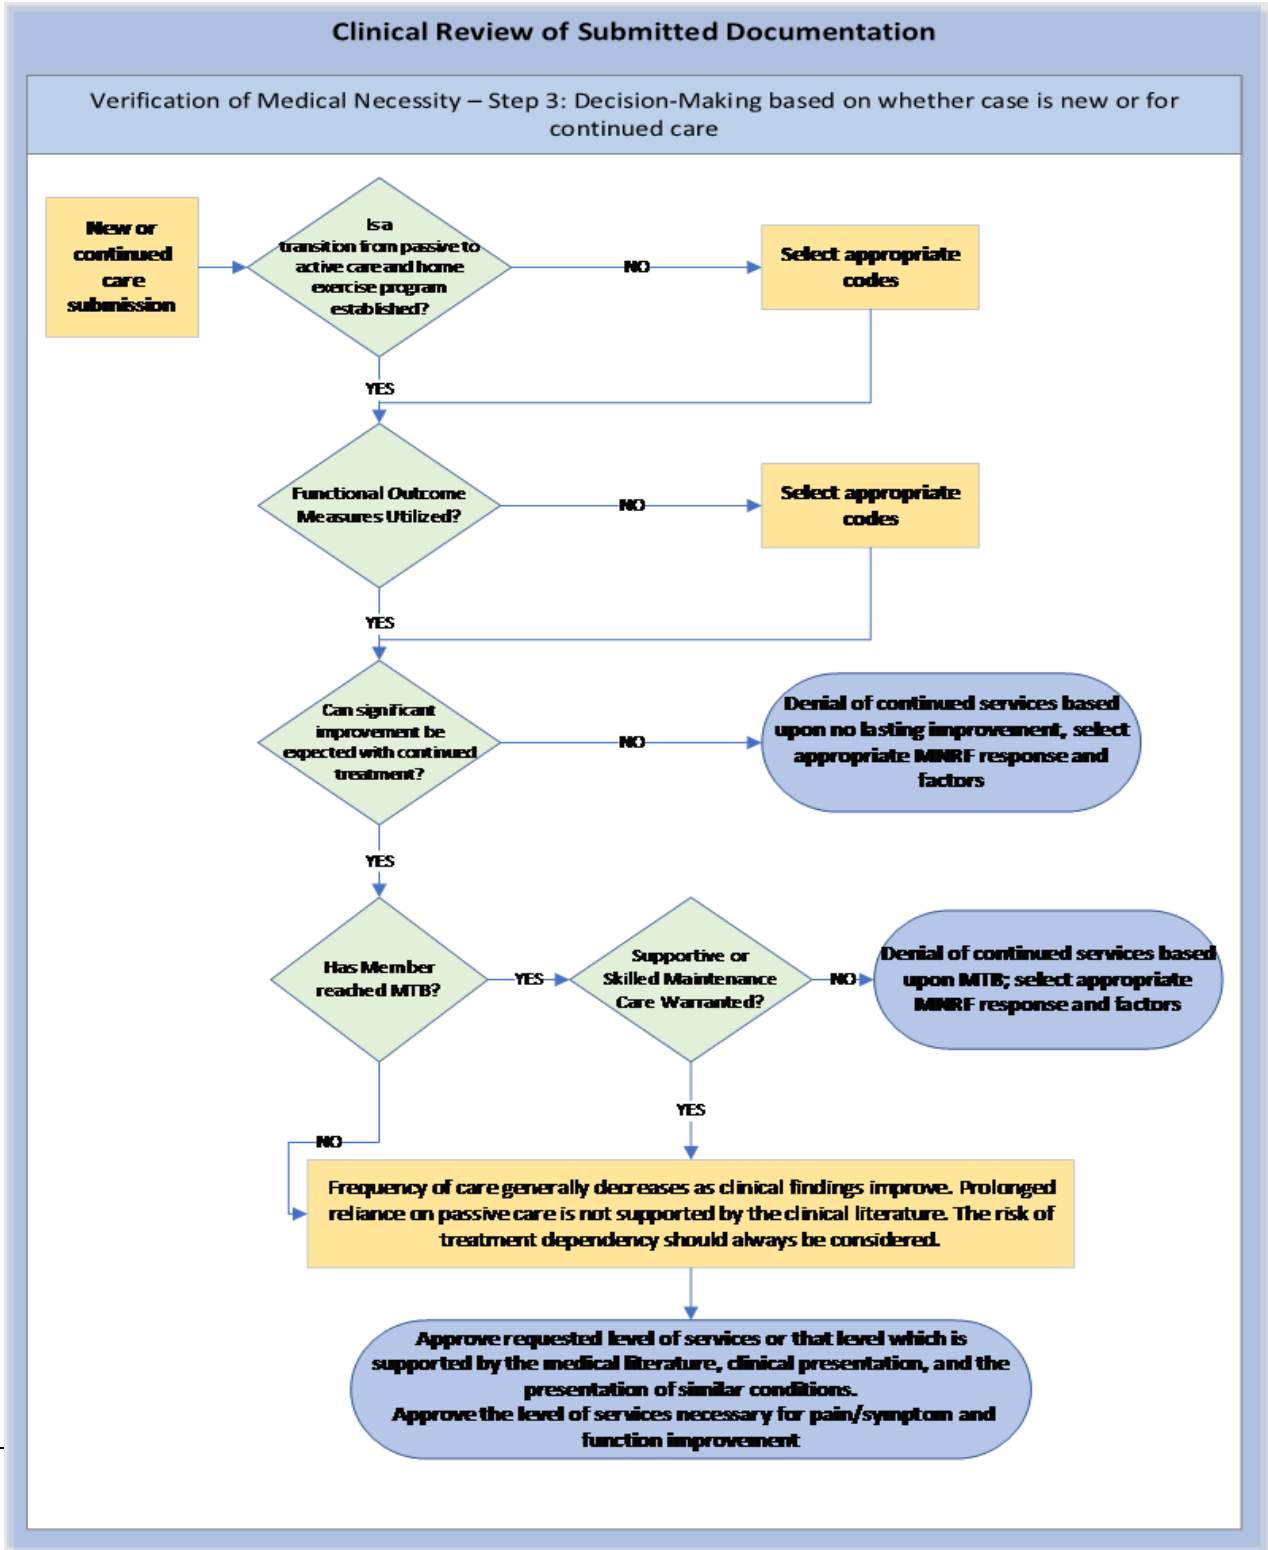 Clinical Review of Submitted Documentation
Verification of Medical Necessity – Step 3: Decision-Making based on whether case is new or for
continued care
New or
continued
care
submission
Is a
transition from passive to
active care and home
exercise program
established?
NO
Select appropriate
codes
YES
Functional Outcome
Measures Utilized?
NO
Select appropriate
codes
YES
Can significant
improvement be
expected with continued
treatment?
NO
Denial of continued services based
upon no lasting improvement, select
appropriate MNRF response and
factors
YES
Has Member
reached MTB?
YES
Supportive or
Skilled Maintenance
Care Warranted?
NO
Denial of continued services based
upon MTB; select appropriate
MNRF response and factors
YES
NO
Frequency of care generally decreases as clinical findings improve. Prolonged
reliance on passive care is not supported by the clinical literature. The risk of
treatment dependency should always be considered.
Approve requested level of services or that level which is
supported by the medical literature, clinical presentation, and the
presentation of similar conditions.
Approve the level of services necessary for pain/symptom and
function improvement